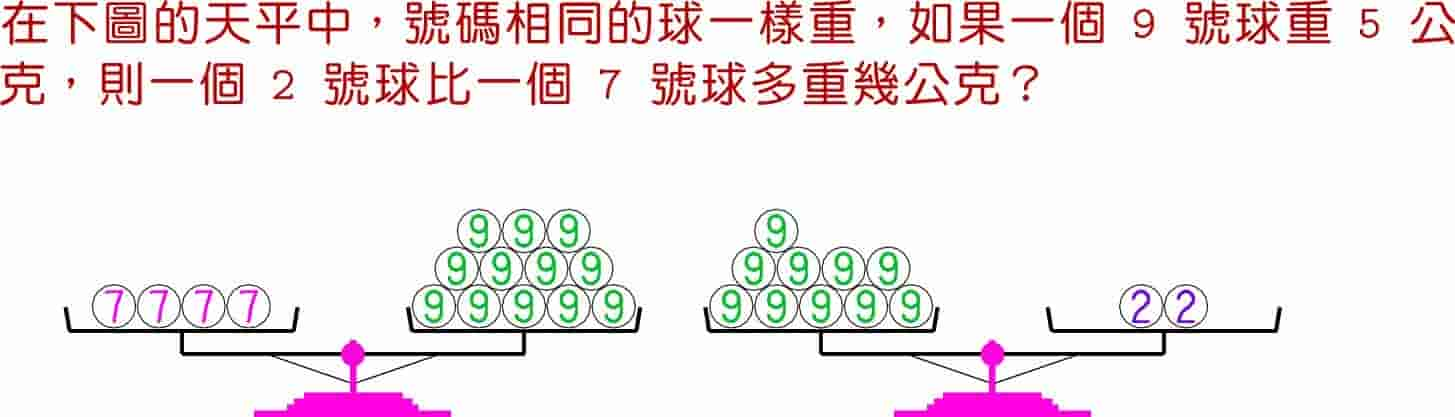 在下圖的天平中，號碼相同的球一樣重，如果一個 9 號球重 5 公
克，則一個 2 號球比一個 7 號球多重幾公克？
9 9 9 9
9 9 9 9 9 9 9 9
7 7 7 7 9 9 9 9 9 9 9 9 9 9 2 2